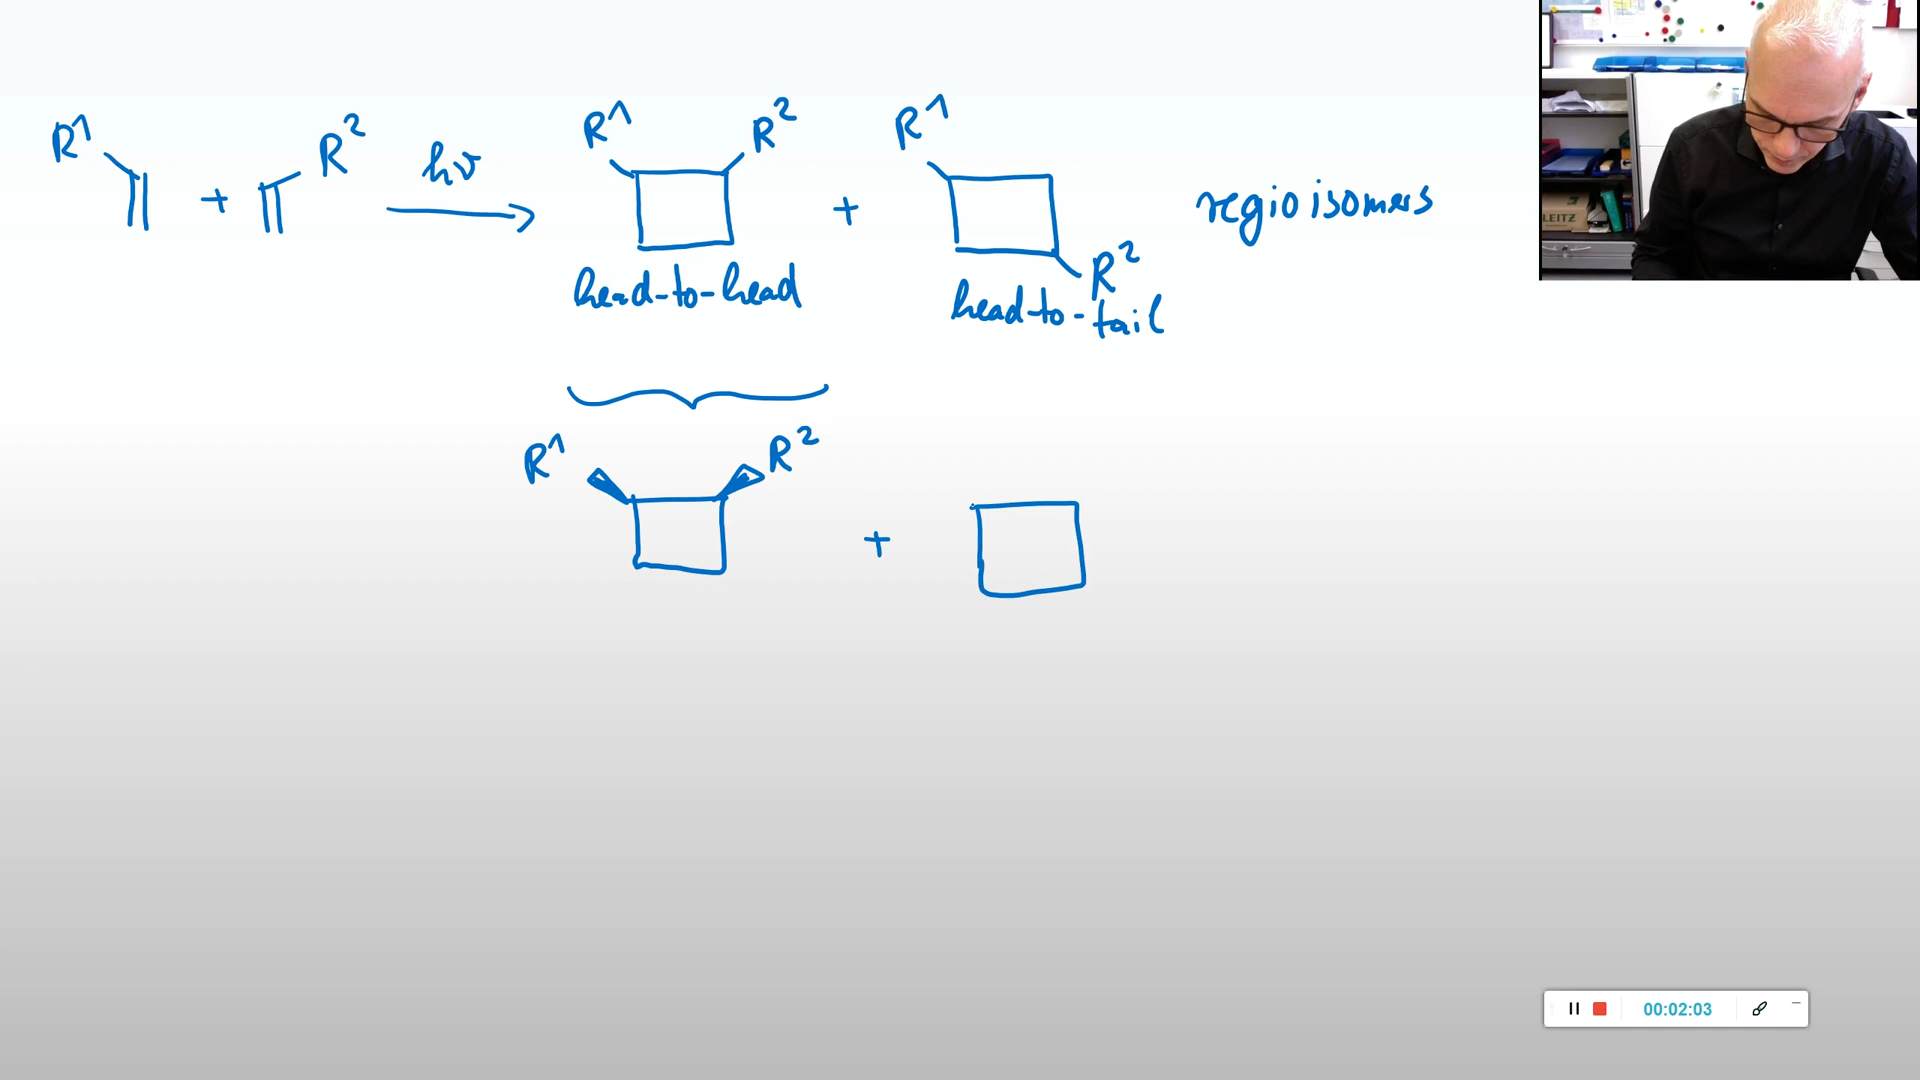 R¹ + R² hν R¹ R² + R¹ R² regioisomers
head-to-head head-to-tail
R¹ R² +
LEITZ
00:02:03